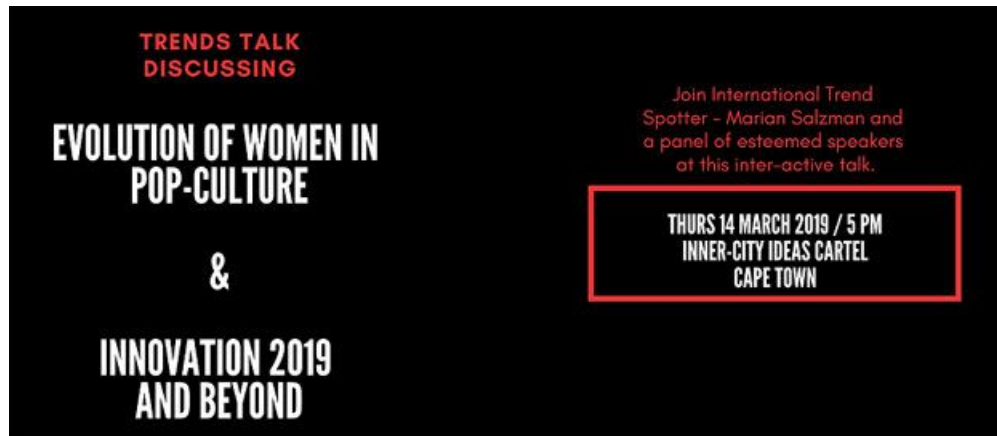 TRENDS TALK
DISCUSSING
EVOLUTION OF WOMEN IN
POP-CULTURE
&
INNOVATION 2019
AND BEYOND
Join International Trend
Spotter - Marian Salzman and
a panel of esteemed speakers
at this inter-active talk.
THURS 14 MARCH 2019 / 5 PM
INNER-CITY IDEAS CARTEL
CAPE TOWN